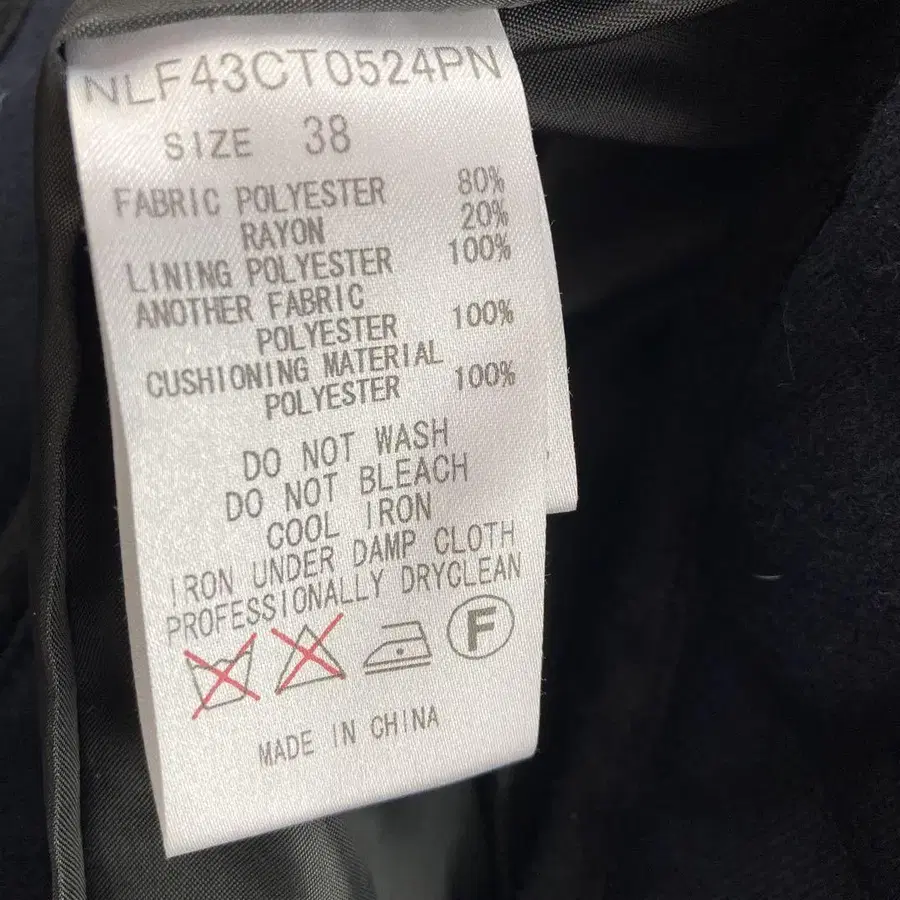 NLF43CT0524PN
SIZE 38
FABRIC POLYESTER 80%
RAYON 20%
LINING POLYESTER 100%
ANOTHER FABRIC
POLYESTER 100%
CUSHIONING MATERIAL
POLYESTER 100%
DO NOT WASH
DO NOT BLEACH
COOL IRON
IRON UNDER DAMP CLOTH
PROFESSIONALLY DRYCLEAN
F
MADE IN CHINA